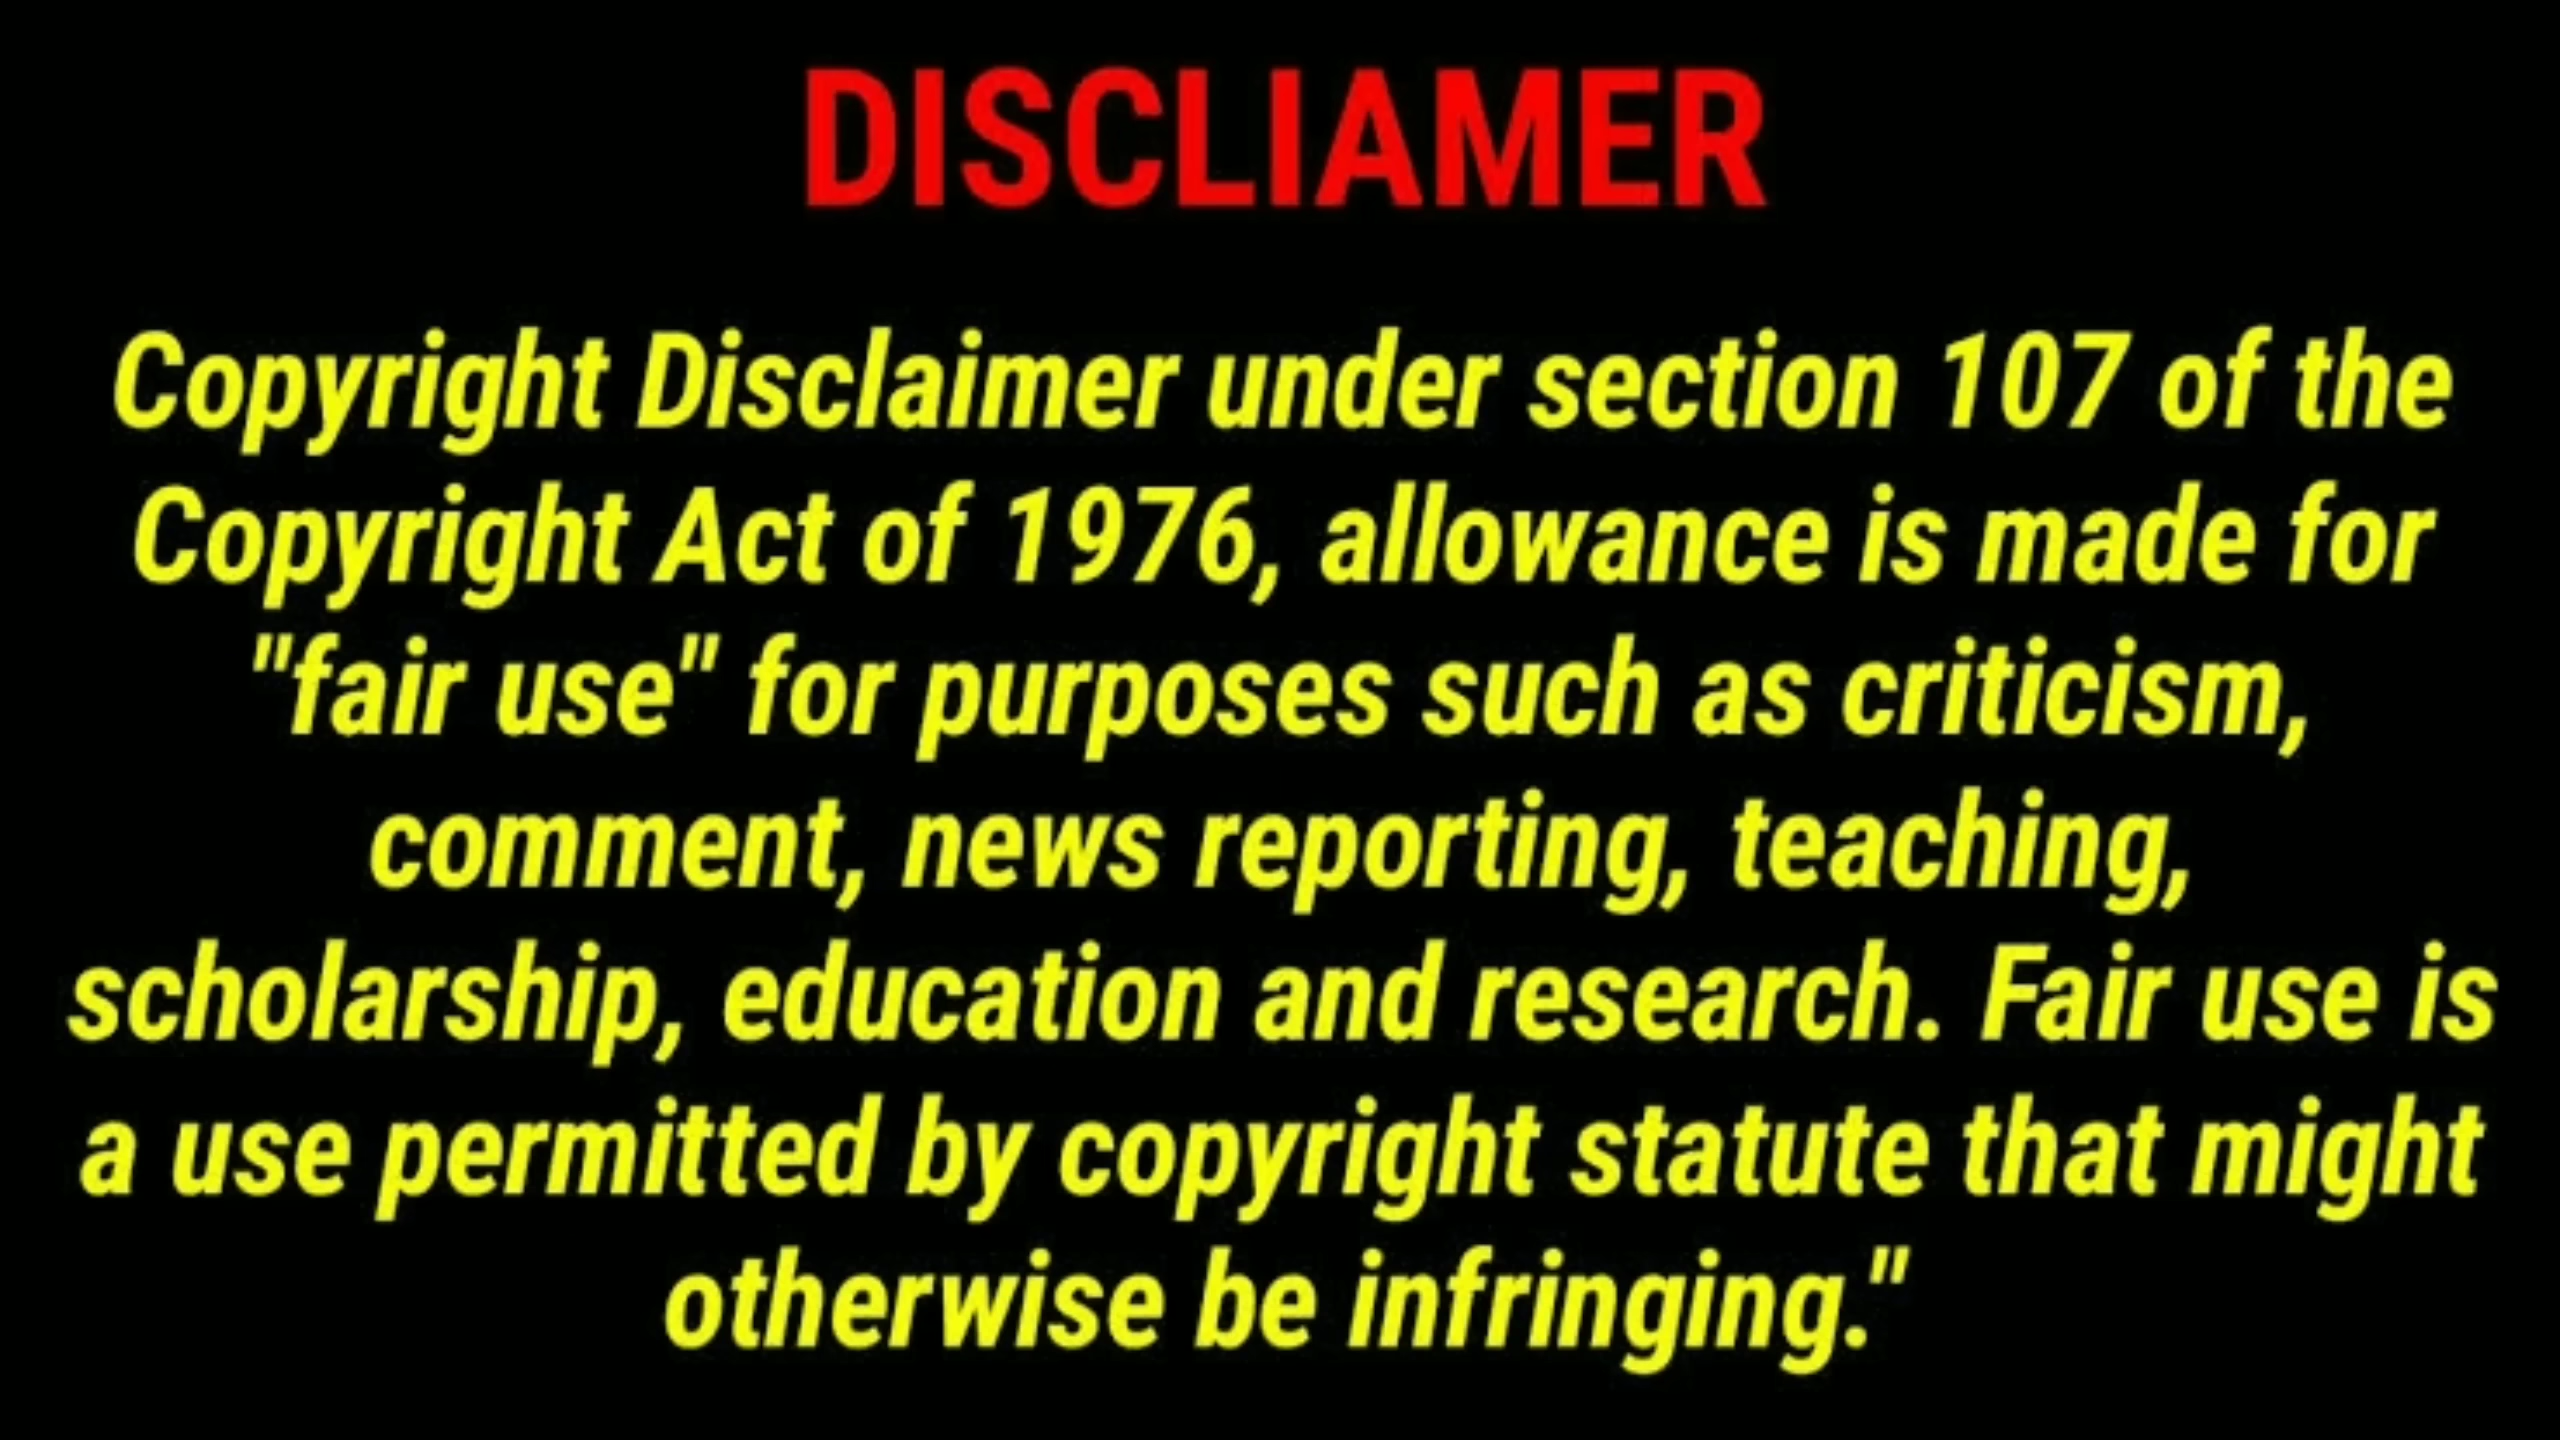 DISCLIAMER
Copyright Disclaimer under section 107 of the
Copyright Act of 1976, allowance is made for
"fair use" for purposes such as criticism,
comment, news reporting, teaching,
scholarship, education and research. Fair use is
a use permitted by copyright statute that might
otherwise be infringing."